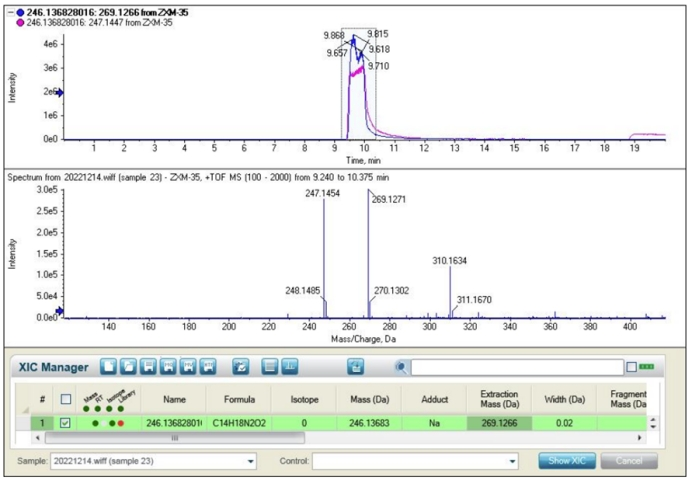 246.136828016: 269.1266 from ZXM-35
246.136828016: 247.1447 from ZXM-35
4e6
3e6
2e6
1e6
0e0
Intensity
9.868
9.815
9.657
9.618
9.710
1 2 3 4 5 6 7 8 9 10 11 12 13 14 15 16 17 18 19
Time, min
Spectrum from 20221214.wiff (sample 23) - ZXM-35, +TOF MS (100 - 2000) from 9.240 to 10.375 min
3.0e5
2.5e5
2.0e5
1.5e5
1.0e5
5.0e4
0.0e0
Intensity
247.1454
269.1271
310.1634
248.1485
270.1302
311.1670
140 160 180 200 220 240 260 280 300 320 340 360 380 400
Mass/Charge, Da
XIC Manager
# Mass RT Isotope Library Name Formula Isotope Mass (Da) Adduct Extraction Mass (Da) Width (Da) Fragment Mass (Da
1 246.13682801 C14H18N2O2 0 246.13683 Na 269.1266 0.02
Sample: 20221214.wiff (sample 23) Control: Show XIC Cancel